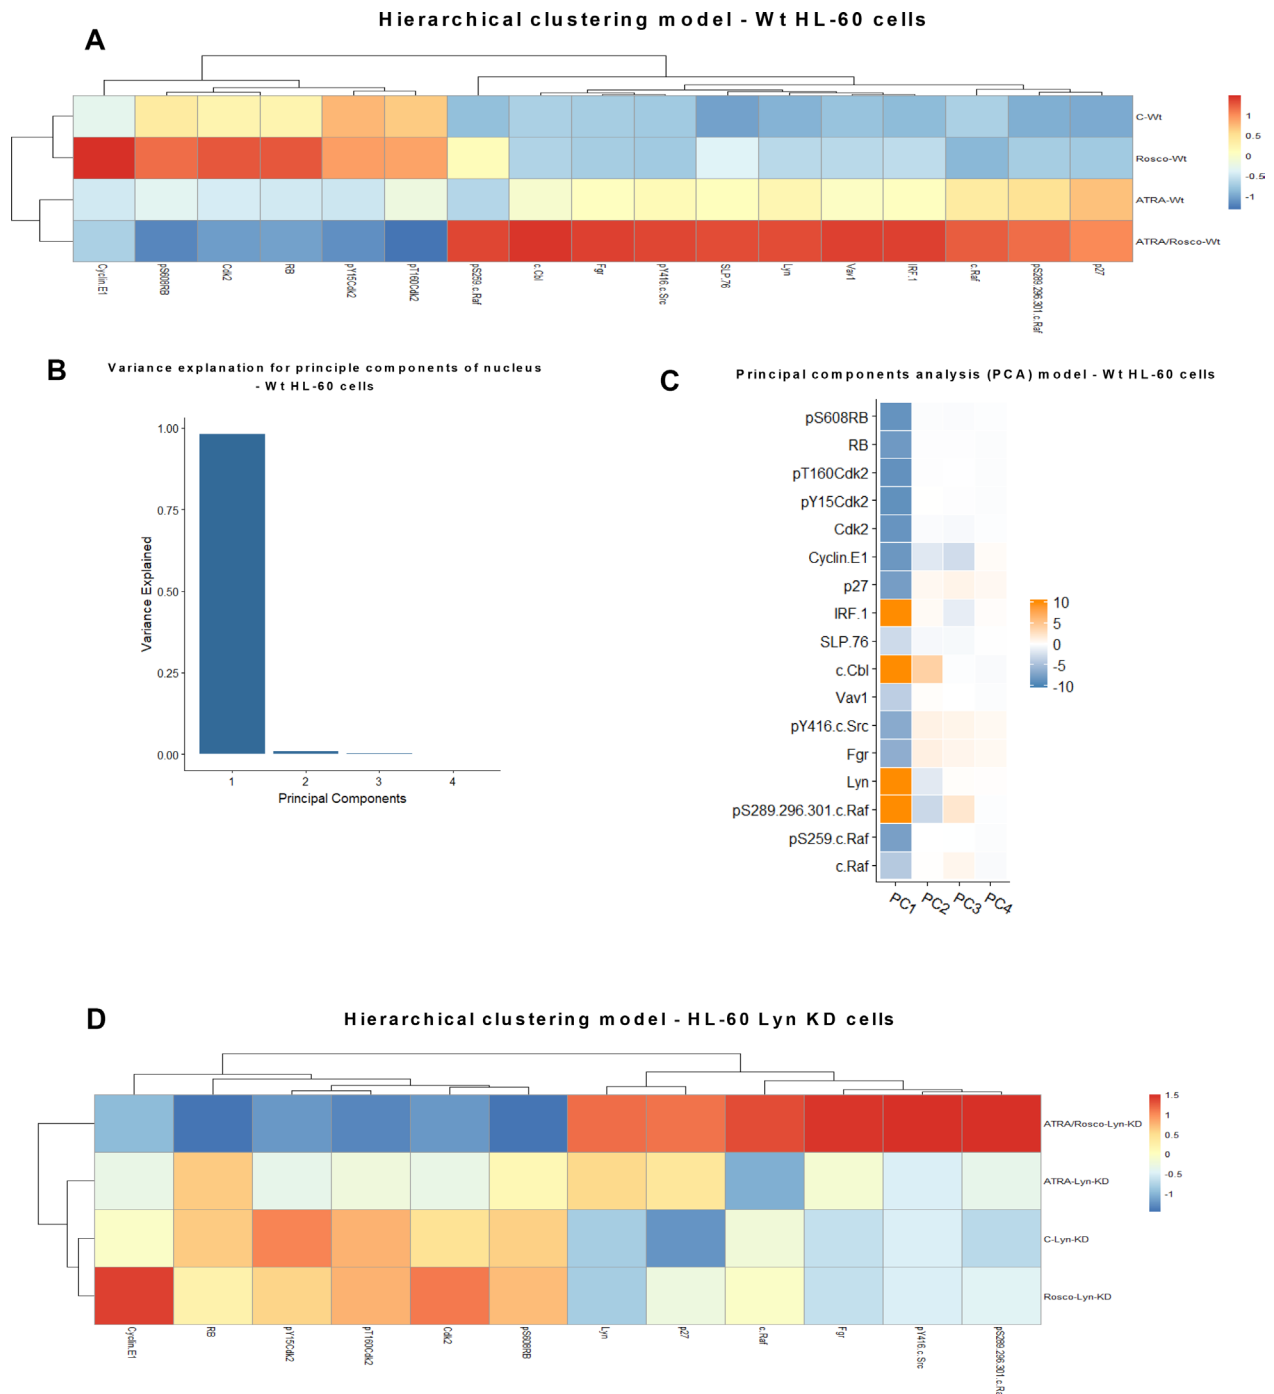 Hierarchical clustering model - Wt HL-60 cells
A
C-Wt
Rosco-Wt
ATRA-Wt
ATRA/Rosco-Wt
1
0.5
0
-0.5
-1
Cyclin.E1
pS608RB
Cdk2
RB
pY15Cdk2
pT160Cdk2
pS259.c.Raf
c.Cbl
Fgr
pY416.c.Src
SLP.76
Lyn
Vav1
IRF.1
c.Raf
pS289.296.301.c.Raf
p27
B
Variance explanation for principle components of nucleus
- Wt HL-60 cells
Variance Explained
1.00
0.75
0.50
0.25
0.00
1 2 3 4
Principal Components
C
Principal components analysis (PCA) model - Wt HL-60 cells
pS608RB
RB
pT160Cdk2
pY15Cdk2
Cdk2
Cyclin.E1
p27
IRF.1
SLP.76
c.Cbl
Vav1
pY416.c.Src
Fgr
Lyn
pS289.296.301.c.Raf
pS259.c.Raf
c.Raf
PC1 PC2 PC3 PC4
10
5
0
-5
-10
D
Hierarchical clustering model - HL-60 Lyn KD cells
ATRA/Rosco-Lyn-KD
ATRA-Lyn-KD
C-Lyn-KD
Rosco-Lyn-KD
1.5
1
0.5
0
-0.5
-1
Cyclin.E1
RB
pY15Cdk2
pT160Cdk2
Cdk2
pS608RB
Lyn
p27
c.Raf
Fgr
pY416.c.Src
pS289.296.301.c.Ra